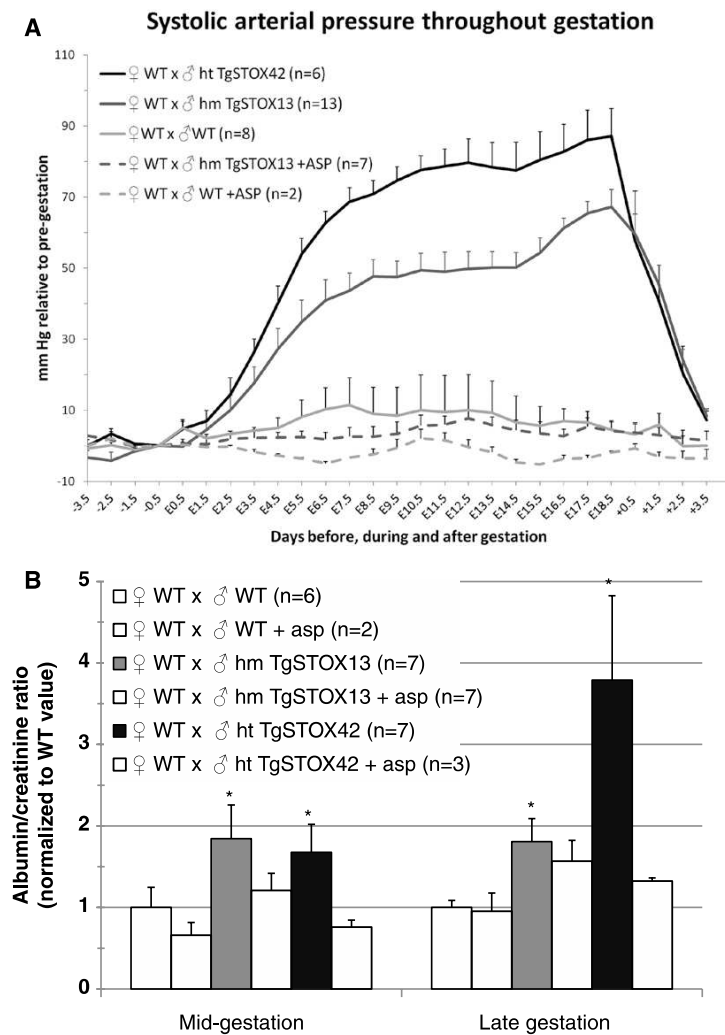 A
Systolic arterial pressure throughout gestation
110
90
70
50
30
10
-10
mm Hg relative to pre-gestation
♀ WT x ♂ ht TgSTOX42 (n=6)
♀ WT x ♂ hm TgSTOX13 (n=13)
♀WT x ♂WT (n=8)
♀ WT x ♂ hm TgSTOX13 +ASP (n=7)
♀ WT x ♂ WT +ASP (n=2)
-3.5 -2.5 -1.5 -0.5 E0.5 E1.5 E2.5 E3.5 E4.5 E5.5 E6.5 E7.5 E8.5 E9.5 E10.5 E11.5 E12.5 E13.5 E14.5 E15.5 E16.5 E17.5 E18.5 +0.5 +1.5 +2.5 +3.5
Days before, during and after gestation
B
5
4
3
2
1
0
Albumin/creatinine ratio
(normalized to WT value)
♀ WT x ♂ WT (n=6)
♀ WT x ♂ WT + asp (n=2)
♀ WT x ♂ hm TgSTOX13 (n=7)
♀ WT x ♂ hm TgSTOX13 + asp (n=7)
♀ WT x ♂ ht TgSTOX42 (n=7)
♀ WT x ♂ ht TgSTOX42 + asp (n=3)
* * * *
Mid-gestation Late gestation